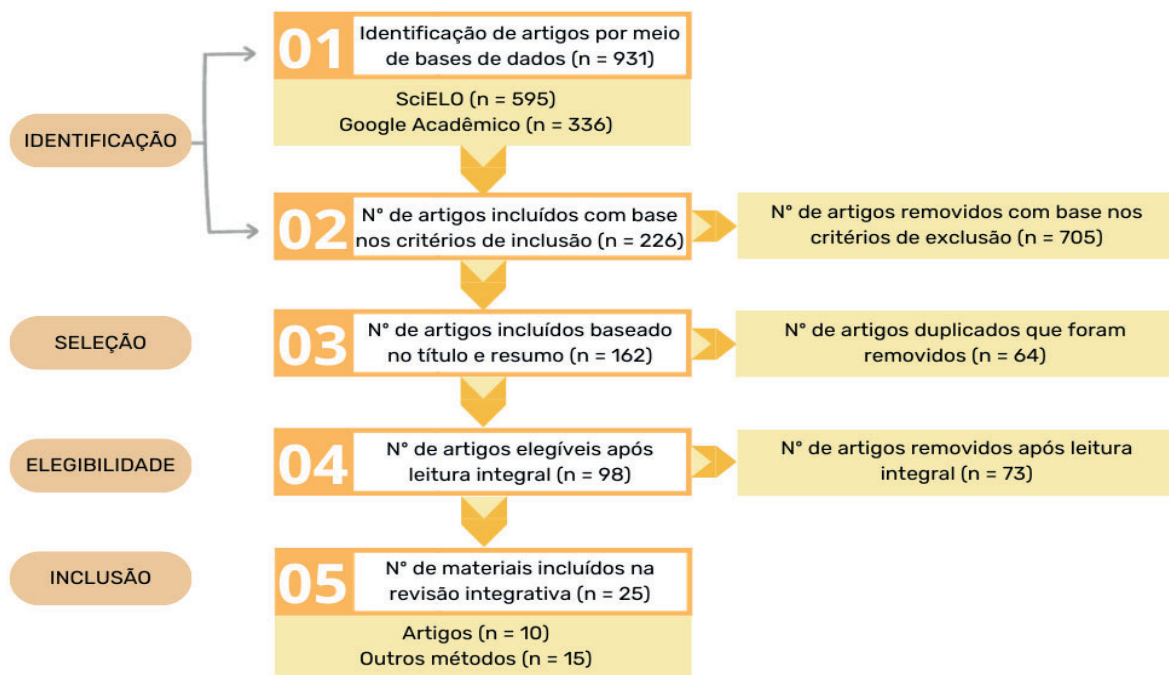 01
Identificação de artigos por meio
de bases de dados (n = 931)
SciELO (n = 595)
Google Acadêmico (n = 336)
IDENTIFICAÇÃO
02
N° de artigos incluídos com base
nos critérios de inclusão (n = 226)
N° de artigos removidos com base nos
critérios de exclusão (n = 705)
SELEÇÃO
03
N° de artigos incluídos baseado
no título e resumo (n = 162)
N° de artigos duplicados que foram
removidos (n = 64)
ELEGIBILIDADE
04
N° de artigos elegíveis após
leitura integral (n = 98)
N° de artigos removidos após leitura
integral (n = 73)
INCLUSÃO
05
N° de materiais incluídos na
revisão integrativa (n = 25)
Artigos (n = 10)
Outros métodos (n = 15)